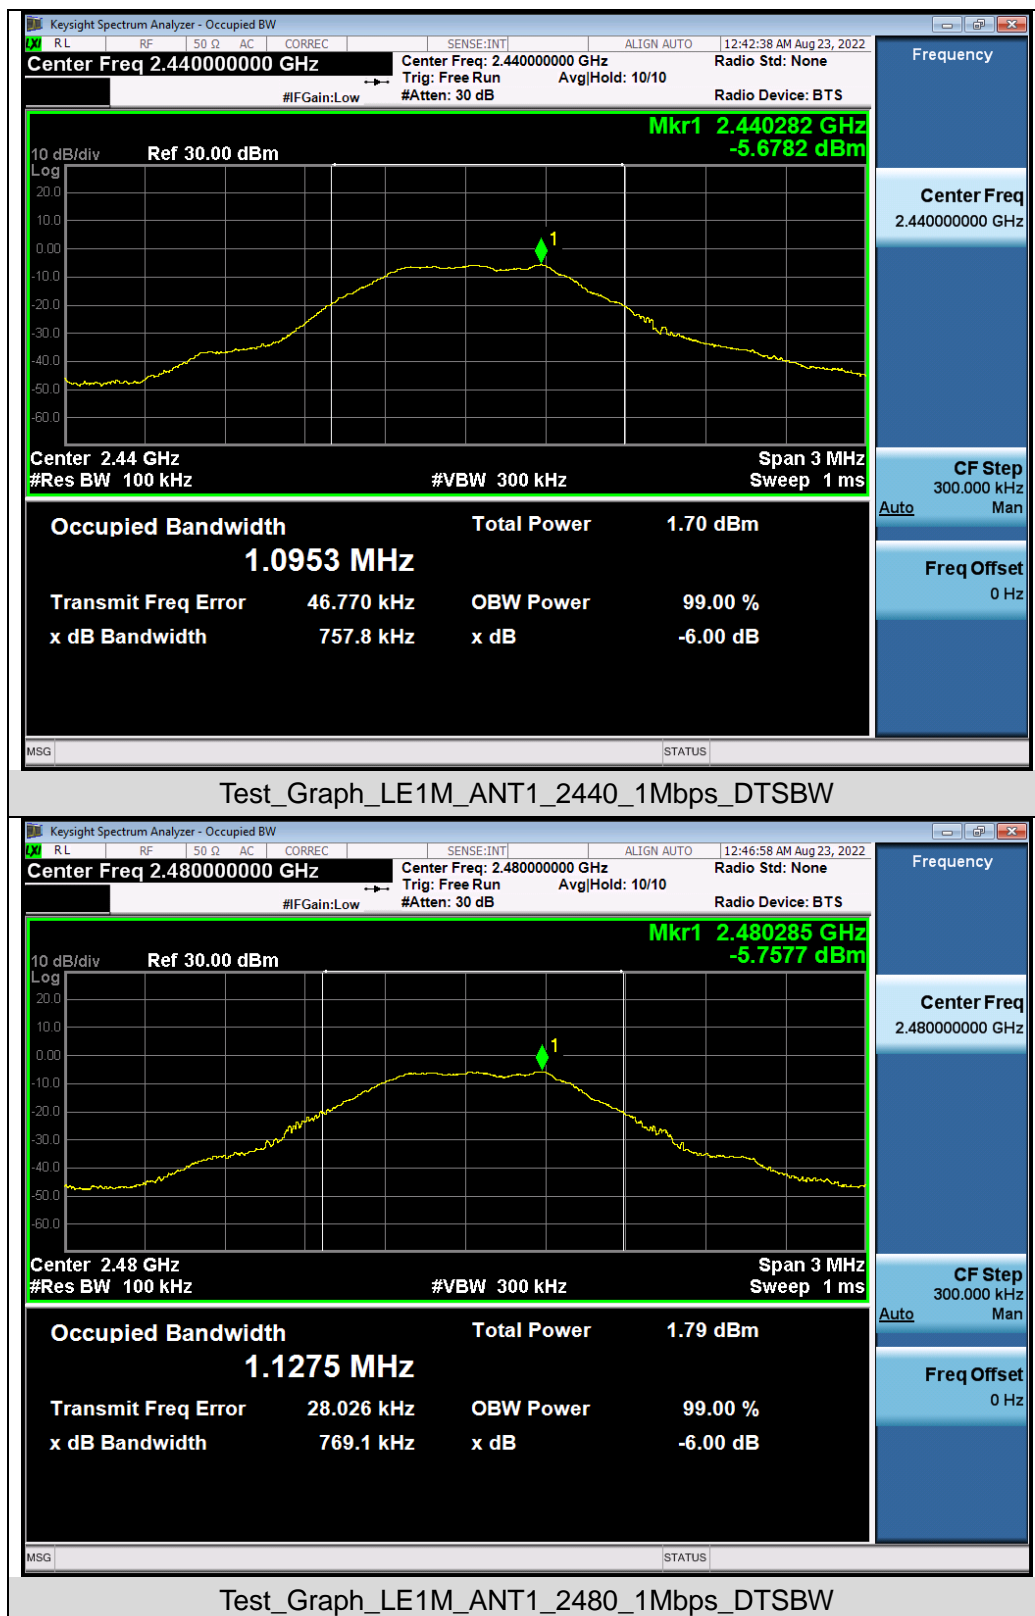 Keysight Spectrum Analyzer - Occupied BW
LXI RL RF 50 Ω AC CORREC SENSE:INT ALIGN AUTO 12:42:38 AM Aug 23, 2022
Center Freq 2.440000000 GHz Center Freq: 2.440000000 GHz Radio Std: None
Trig: Free Run Avg|Hold: 10/10
#IFGain:Low #Atten: 30 dB Radio Device: BTS
Frequency
Mkr1 2.440282 GHz
-5.6782 dBm
10 dB/div Ref 30.00 dBm
Log
20.0
10.0
0.00
-10.0
-20.0
-30.0
-40.0
-50.0
-60.0
1
Center 2.44 GHz Span 3 MHz
#Res BW 100 kHz #VBW 300 kHz Sweep 1 ms
Occupied Bandwidth Total Power 1.70 dBm
1.0953 MHz
Transmit Freq Error 46.770 kHz OBW Power 99.00 %
x dB Bandwidth 757.8 kHz x dB -6.00 dB
Center Freq
2.440000000 GHz
CF Step
300.000 kHz
Auto Man
Freq Offset
0 Hz
MSG STATUS
Test_Graph_LE1M_ANT1_2440_1Mbps_DTSBW
Keysight Spectrum Analyzer - Occupied BW
LXI RL RF 50 Ω AC CORREC SENSE:INT ALIGN AUTO 12:46:58 AM Aug 23, 2022
Center Freq 2.480000000 GHz Center Freq: 2.480000000 GHz Radio Std: None
Trig: Free Run Avg|Hold: 10/10
#IFGain:Low #Atten: 30 dB Radio Device: BTS
Frequency
Mkr1 2.480285 GHz
-5.7577 dBm
10 dB/div Ref 30.00 dBm
Log
20.0
10.0
0.00
-10.0
-20.0
-30.0
-40.0
-50.0
-60.0
1
Center 2.48 GHz Span 3 MHz
#Res BW 100 kHz #VBW 300 kHz Sweep 1 ms
Occupied Bandwidth Total Power 1.79 dBm
1.1275 MHz
Transmit Freq Error 28.026 kHz OBW Power 99.00 %
x dB Bandwidth 769.1 kHz x dB -6.00 dB
Center Freq
2.480000000 GHz
CF Step
300.000 kHz
Auto Man
Freq Offset
0 Hz
MSG STATUS
Test_Graph_LE1M_ANT1_2480_1Mbps_DTSBW